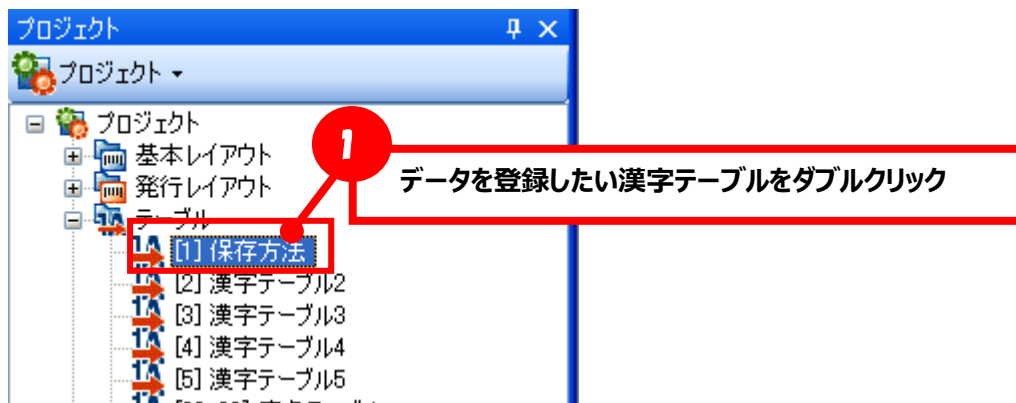 プロジェクト
プロジェクト
プロジェクト
基本レイアウト
発行レイアウト
テーブル
[1] 保存方法
[2] 漢字テーブル2
[3] 漢字テーブル3
[4] 漢字テーブル4
[5] 漢字テーブル5
1
データを登録したい漢字テーブルをダブルクリック